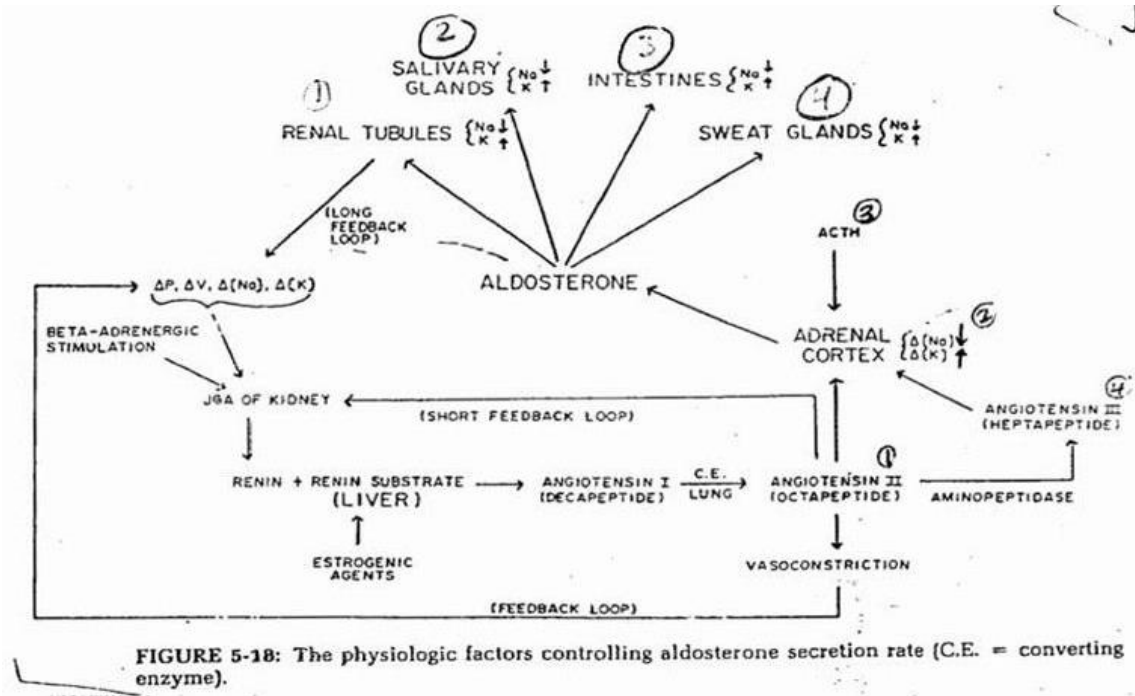 ②
③
SALIVARY GLANDS {Na ↓ K ↑
INTESTINES {Na ↓ K ↑
①
④
RENAL TUBULES {Na ↓ K ↑
SWEAT GLANDS {Na ↓ K ↑
(LONG FEEDBACK LOOP)
ACTH ③
ΔP, ΔV, Δ[Na], Δ[K]
ALDOSTERONE
BETA-ADRENERGIC STIMULATION
ADRENAL CORTEX {Δ[Na] ↓ Δ[K] ↑ ②
JGA OF KIDNEY
(SHORT FEEDBACK LOOP)
④
ANGIOTENSIN III (HEPTAPEPTIDE)
①
RENIN + RENIN SUBSTRATE (LIVER)
ANGIOTENSIN I (DECAPEPTIDE)
C.E. LUNG
ANGIOTENSIN II (OCTAPEPTIDE)
AMINOPEPTIDASE
ESTROGENIC AGENTS
VASOCONSTRICTION
(FEEDBACK LOOP)
FIGURE 5-18: The physiologic factors controlling aldosterone secretion rate (C.E. = converting
enzyme).